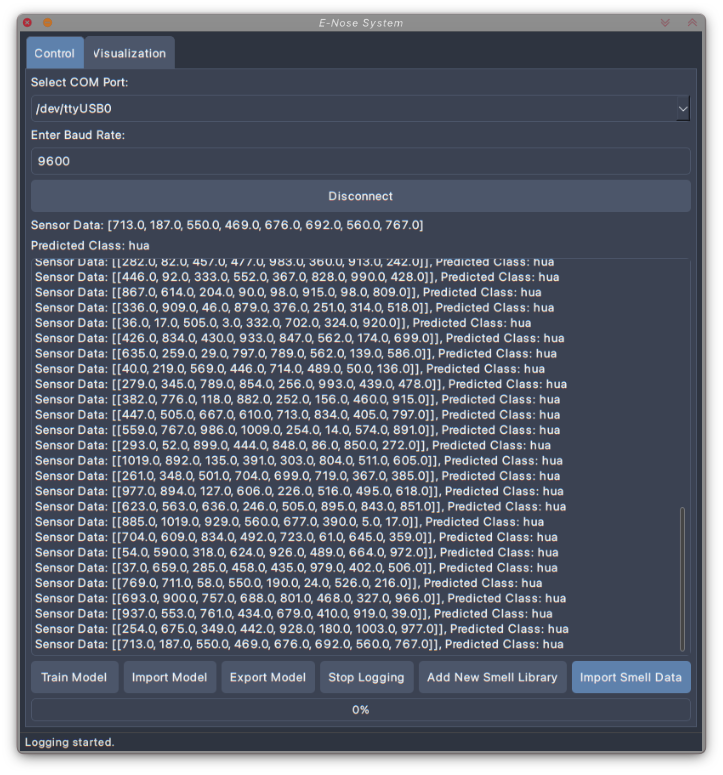 E-Nose System
Control
Visualization
Select COM Port:
/dev/ttyUSB0
Enter Baud Rate:
9600
Disconnect
Sensor Data: [713.0, 187.0, 550.0, 469.0, 676.0, 692.0, 560.0, 767.0]
Predicted Class: hua
Sensor Data: [[282.0, 82.0, 457.0, 477.0, 983.0, 360.0, 913.0, 242.0]], Predicted Class: hua
Sensor Data: [[446.0, 92.0, 333.0, 552.0, 367.0, 828.0, 990.0, 428.0]], Predicted Class: hua
Sensor Data: [[867.0, 614.0, 204.0, 90.0, 98.0, 915.0, 98.0, 809.0]], Predicted Class: hua
Sensor Data: [[336.0, 909.0, 46.0, 879.0, 376.0, 251.0, 314.0, 518.0]], Predicted Class: hua
Sensor Data: [[36.0, 17.0, 505.0, 3.0, 332.0, 702.0, 324.0, 920.0]], Predicted Class: hua
Sensor Data: [[426.0, 834.0, 430.0, 933.0, 847.0, 562.0, 174.0, 699.0]], Predicted Class: hua
Sensor Data: [[635.0, 259.0, 29.0, 797.0, 789.0, 562.0, 139.0, 586.0]], Predicted Class: hua
Sensor Data: [[40.0, 219.0, 569.0, 446.0, 714.0, 489.0, 50.0, 136.0]], Predicted Class: hua
Sensor Data: [[279.0, 345.0, 789.0, 854.0, 256.0, 993.0, 439.0, 478.0]], Predicted Class: hua
Sensor Data: [[382.0, 776.0, 118.0, 882.0, 252.0, 156.0, 460.0, 915.0]], Predicted Class: hua
Sensor Data: [[447.0, 505.0, 667.0, 610.0, 713.0, 834.0, 405.0, 797.0]], Predicted Class: hua
Sensor Data: [[559.0, 767.0, 986.0, 1009.0, 254.0, 14.0, 574.0, 891.0]], Predicted Class: hua
Sensor Data: [[293.0, 52.0, 899.0, 444.0, 848.0, 86.0, 850.0, 272.0]], Predicted Class: hua
Sensor Data: [[1019.0, 892.0, 135.0, 391.0, 303.0, 804.0, 511.0, 605.0]], Predicted Class: hua
Sensor Data: [[261.0, 348.0, 501.0, 704.0, 699.0, 719.0, 367.0, 385.0]], Predicted Class: hua
Sensor Data: [[977.0, 894.0, 127.0, 606.0, 226.0, 516.0, 495.0, 618.0]], Predicted Class: hua
Sensor Data: [[623.0, 563.0, 636.0, 246.0, 505.0, 895.0, 843.0, 851.0]], Predicted Class: hua
Sensor Data: [[885.0, 1019.0, 929.0, 560.0, 677.0, 390.0, 5.0, 17.0]], Predicted Class: hua
Sensor Data: [[704.0, 609.0, 834.0, 492.0, 723.0, 61.0, 645.0, 359.0]], Predicted Class: hua
Sensor Data: [[54.0, 590.0, 318.0, 624.0, 926.0, 489.0, 664.0, 972.0]], Predicted Class: hua
Sensor Data: [[37.0, 659.0, 285.0, 458.0, 435.0, 979.0, 402.0, 506.0]], Predicted Class: hua
Sensor Data: [[769.0, 711.0, 58.0, 550.0, 190.0, 24.0, 526.0, 216.0]], Predicted Class: hua
Sensor Data: [[693.0, 900.0, 757.0, 688.0, 801.0, 468.0, 327.0, 966.0]], Predicted Class: hua
Sensor Data: [[937.0, 553.0, 761.0, 434.0, 679.0, 410.0, 919.0, 39.0]], Predicted Class: hua
Sensor Data: [[254.0, 675.0, 349.0, 442.0, 928.0, 180.0, 1003.0, 977.0]], Predicted Class: hua
Sensor Data: [[713.0, 187.0, 550.0, 469.0, 676.0, 692.0, 560.0, 767.0]], Predicted Class: hua
Train Model
Import Model
Export Model
Stop Logging
Add New Smell Library
Import Smell Data
0%
Logging started.